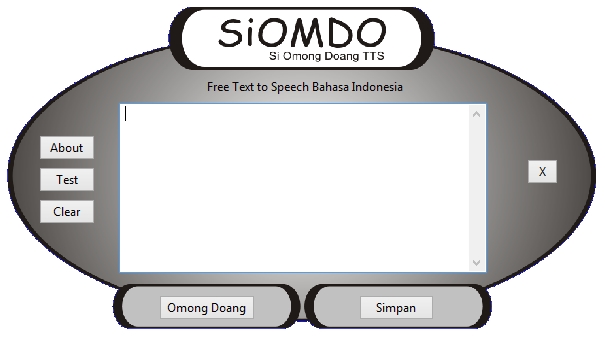 SiOMDO
Si Omong Doang TTS
Free Text to Speech Bahasa Indonesia
About
Test
Clear
X
Omong Doang
Simpan